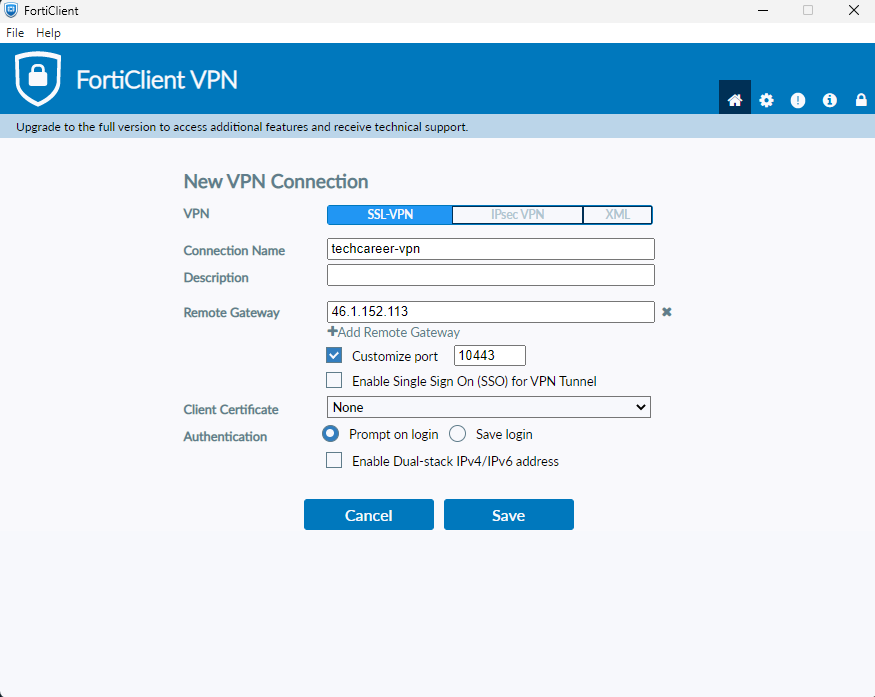 FortiClient
File Help
FortiClient VPN
Upgrade to the full version to access additional features and receive technical support.
New VPN Connection
VPN SSL-VPN IPsec VPN XML
Connection Name techcareer-vpn
Description
Remote Gateway 46.1.152.113
+Add Remote Gateway
Customize port 10443
Enable Single Sign On (SSO) for VPN Tunnel
Client Certificate None
Authentication Prompt on login Save login
Enable Dual-stack IPv4/IPv6 address
Cancel Save